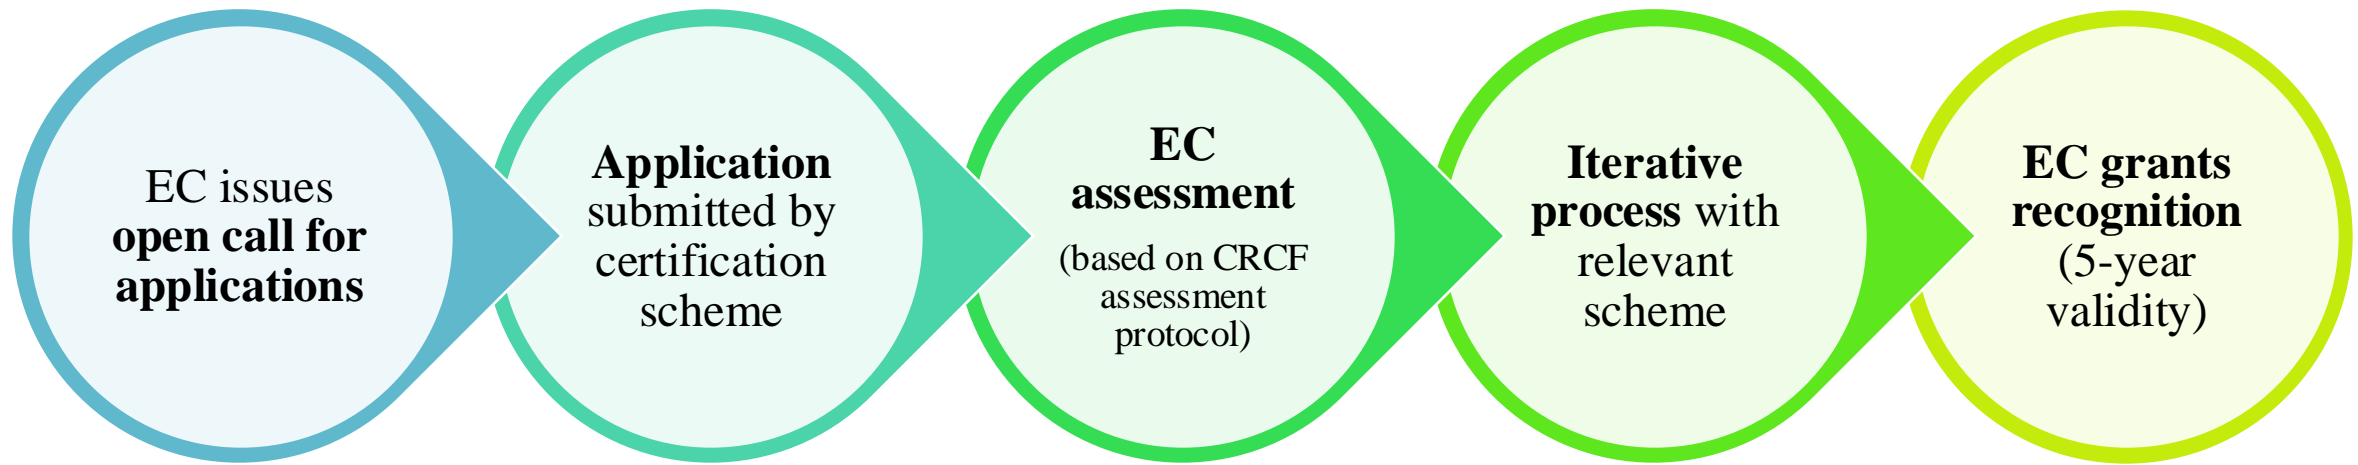 EC issues
open call for
applications
Application
submitted by
certification
scheme
EC
assessment
(based on CRCF
assessment
protocol)
Iterative
process with
relevant
scheme
EC grants
recognition
(5-year
validity)